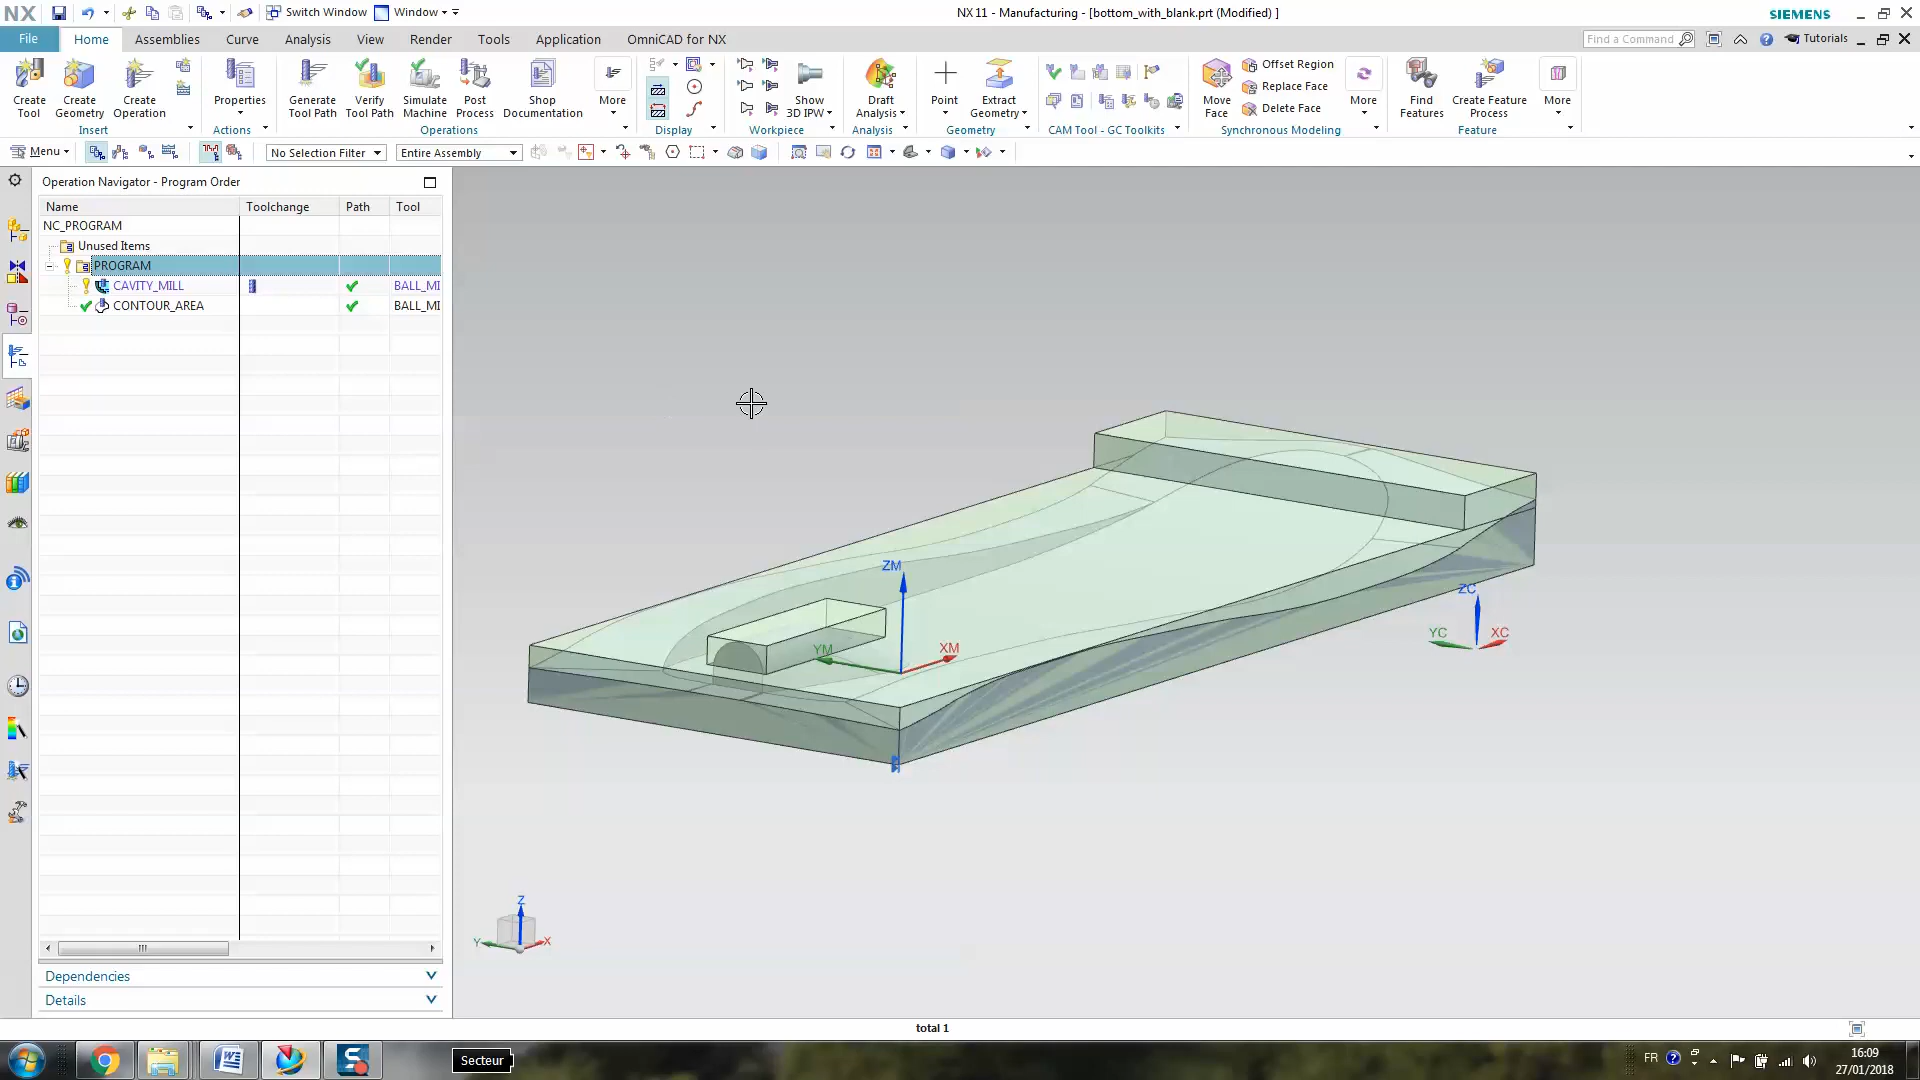 NX
Switch Window
Window
NX 11 - Manufacturing - [bottom_with_blank.prt (Modified) ]
SIEMENS
File
Home
Assemblies
Curve
Analysis
View
Render
Tools
Application
OmniCAD for NX
Find a Command
Tutorials
Create Tool
Create Geometry
Create Operation
Properties
Generate Tool Path
Verify Tool Path
Simulate Machine
Post Process
Shop Documentation
More
Show 3D IPW
Draft Analysis
Point
Extract Geometry
Move Face
Offset Region
Replace Face
Delete Face
More
Find Features
Create Feature Process
More
Insert
Actions
Operations
Display
Workpiece
Analysis
Geometry
CAM Tool - GC Toolkits
Synchronous Modeling
Feature
Menu
No Selection Filter
Entire Assembly
Operation Navigator - Program Order
Name
Toolchange
Path
Tool
NC_PROGRAM
Unused Items
PROGRAM
CAVITY_MILL
BALL_MI
CONTOUR_AREA
BALL_MI
ZM
YM
XM
ZC
YC
XC
Z
Y
X
Dependencies
Details
total 1
Secteur
FR
16:09
27/01/2018